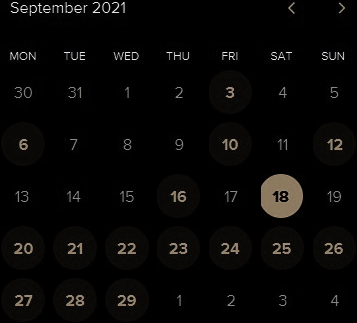 September 2021
MON TUE WED THU FRI SAT SUN
30 31 1 2 3 4 5
6 7 8 9 10 11 12
13 14 15 16 17 18 19
20 21 22 23 24 25 26
27 28 29 1 2 3 4